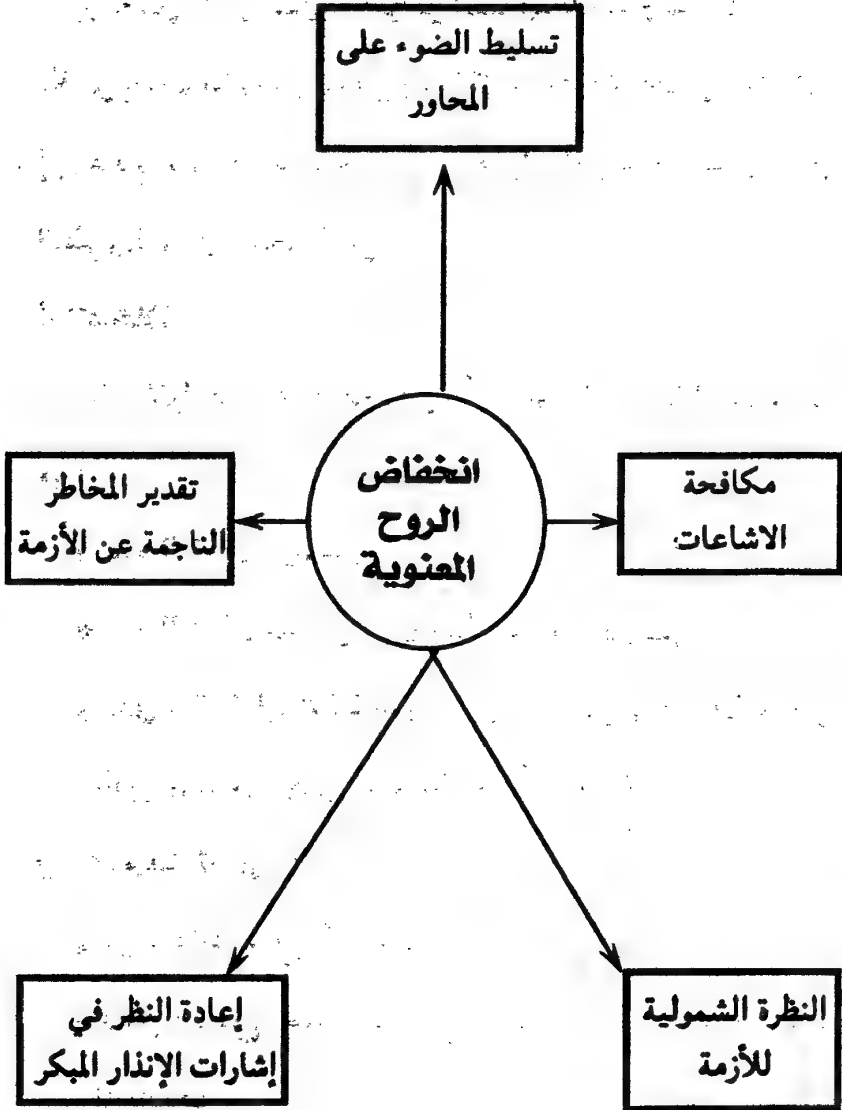 تسليط الضوء على
المحاور
انخفاض
الروح
المعنوية
مكافحة
الاشاعات
تقدير المخاطر
الناجمة عن الأزمة
النظرة الشمولية
للأزمة
إعادة النظر في
إشارات الإنذار المبكر